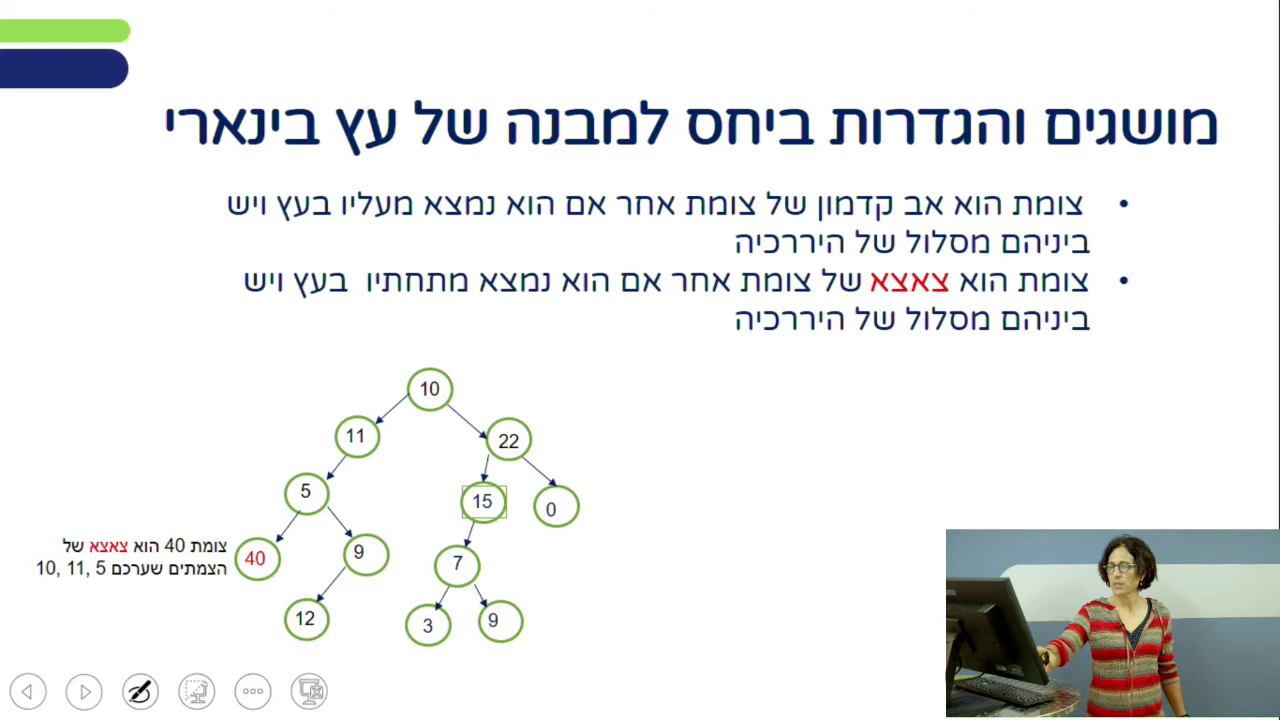 מושגים והגדרות ביחס למבנה של עץ בינארי
• צומת הוא אב קדמון של צומת אחר אם הוא נמצא מעליו בעץ ויש
ביניהם מסלול של היררכיה
• צומת הוא צאצא של צומת אחר אם הוא נמצא מתחתיו בעץ ויש
ביניהם מסלול של היררכיה
10
11
22
5
15
0
צומת 40 הוא צאצא של
הצמתים שערכם 5 ,11 ,10
40
9
7
12
3
9